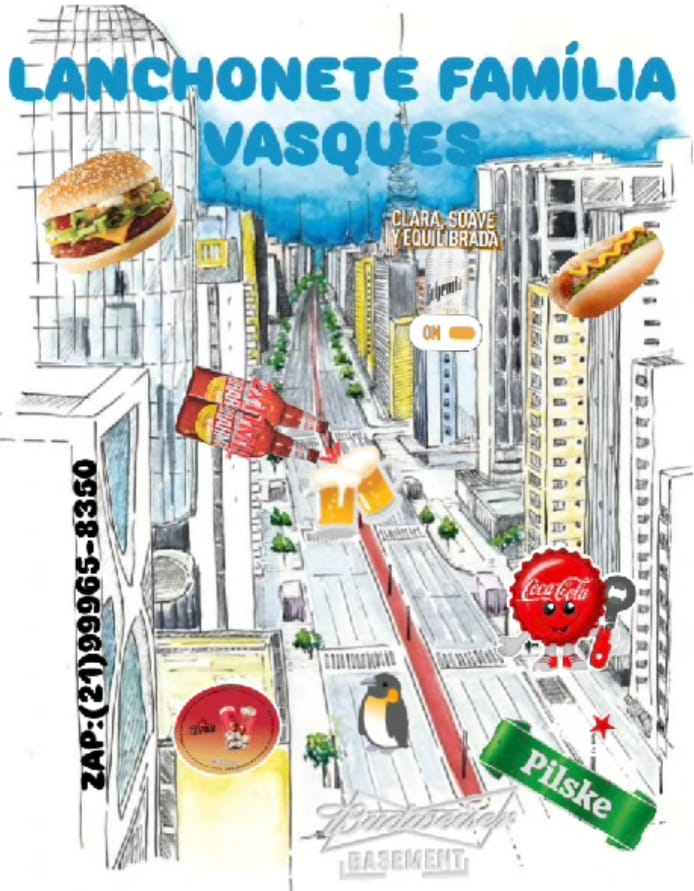 LANCHONETE FAMÍLIA
VASQUES
CLARA, SUAVE
Y EQUILIBRADA
ON
Coca-Cola
ZAP:(21)99965-8350
Pilske
Budweiser
BASEMENT